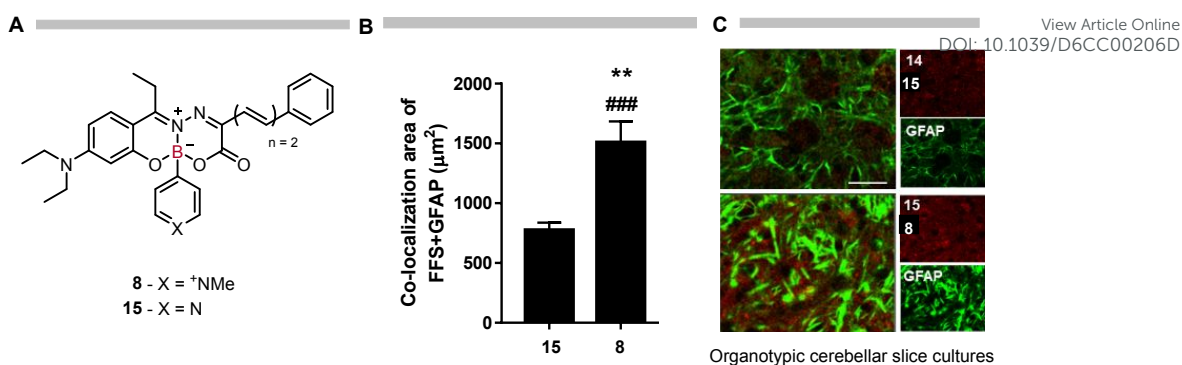 A
B
C
View Article Online
DOI: 10.1039/D6CC00206D
N
N
+
n = 2
B
−
N
O
O
O
X
8 - X = ⁺NMe
15 - X = N
Co-localization area of
FFS+GFAP (μm²)
2000
1500
1000
500
0
**
###
15
8
14
15
GFAP
15
8
GFAP
Organotypic cerebellar slice cultures